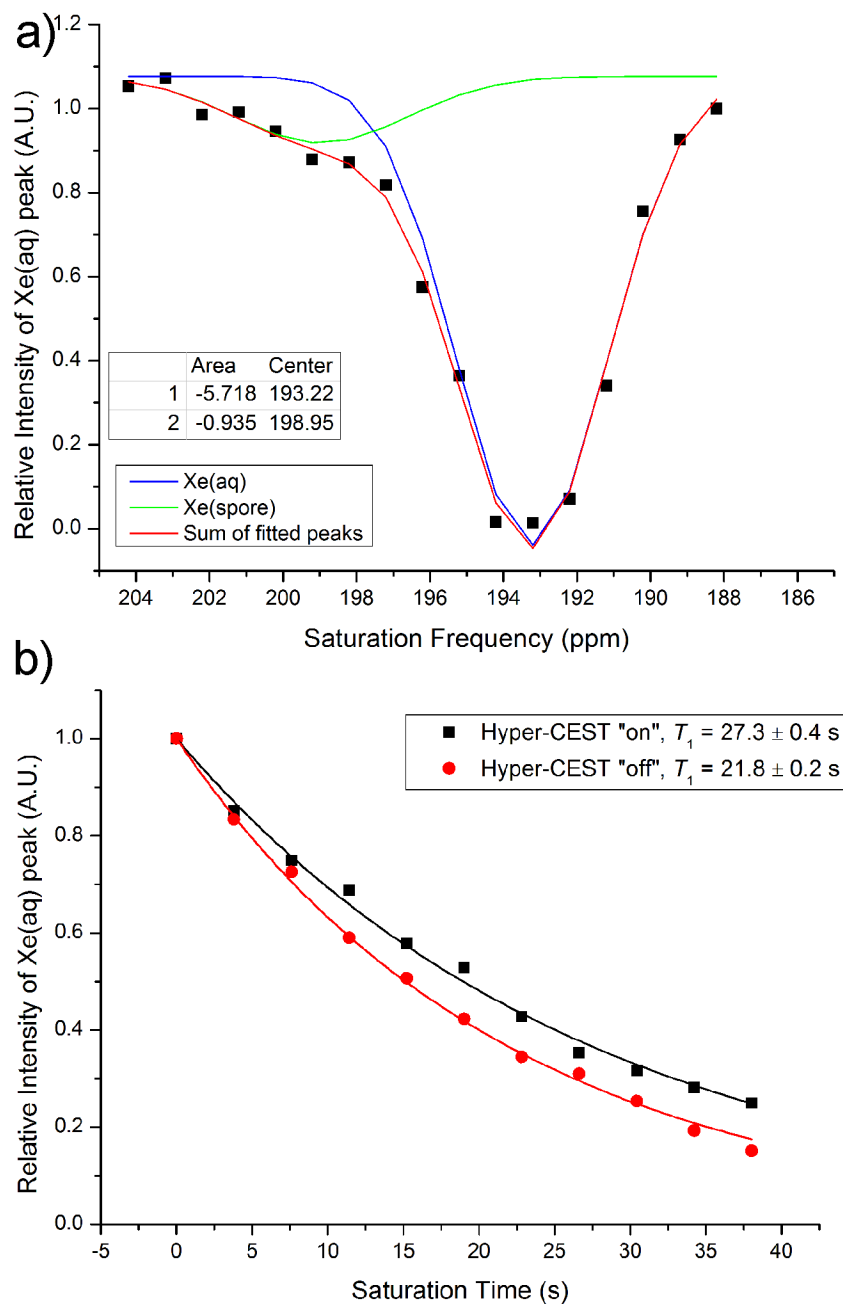 a)
1.2
1.0
0.8
0.6
0.4
0.2
0.0
Relative Intensity of Xe(aq) peak (A.U.)
Area Center
1 -5.718 193.22
2 -0.935 198.95
Xe(aq)
Xe(spore)
Sum of fitted peaks
204 202 200 198 196 194 192 190 188 186
Saturation Frequency (ppm)
b)
Hyper-CEST "on", T1 = 27.3 ± 0.4 s
Hyper-CEST "off", T1 = 21.8 ± 0.2 s
1.0
0.8
0.6
0.4
0.2
0.0
Relative Intensity of Xe(aq) peak (A.U.)
-5 0 5 10 15 20 25 30 35 40
Saturation Time (s)